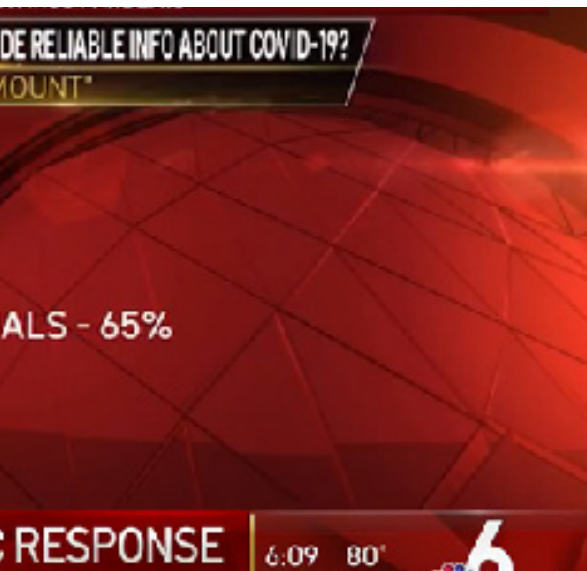 DE RELIABLE INFO ABOUT COVID-19?
MOUNT"
ALS - 65%
C RESPONSE
6:09 80°
6